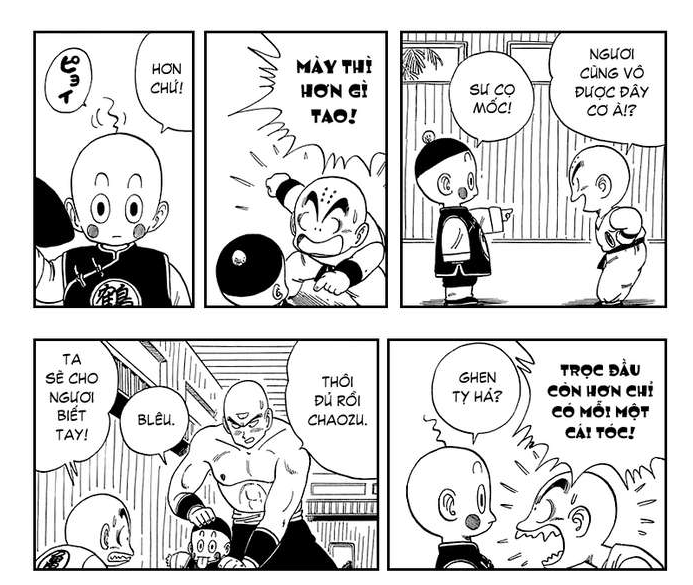 NGƯƠI
CŨNG VÔ
ĐƯỢC ĐÂY
CƠ À!?
SƯ CỌ
MỐC!
MÀY THÌ
HƠN GÌ
TAO!
HƠN
CHỨ!
ピョイ
鶴
TRỌC ĐẦU
CÒN HƠN CHỈ
CÓ MỖI MỘT
CÁI TÓC!
GHEN
TỴ HẢ?
THÔI
ĐỦ RỒI
CHAOZU.
BLÊU.
TA
SẼ CHO
NGƯƠI
BIẾT
TAY!